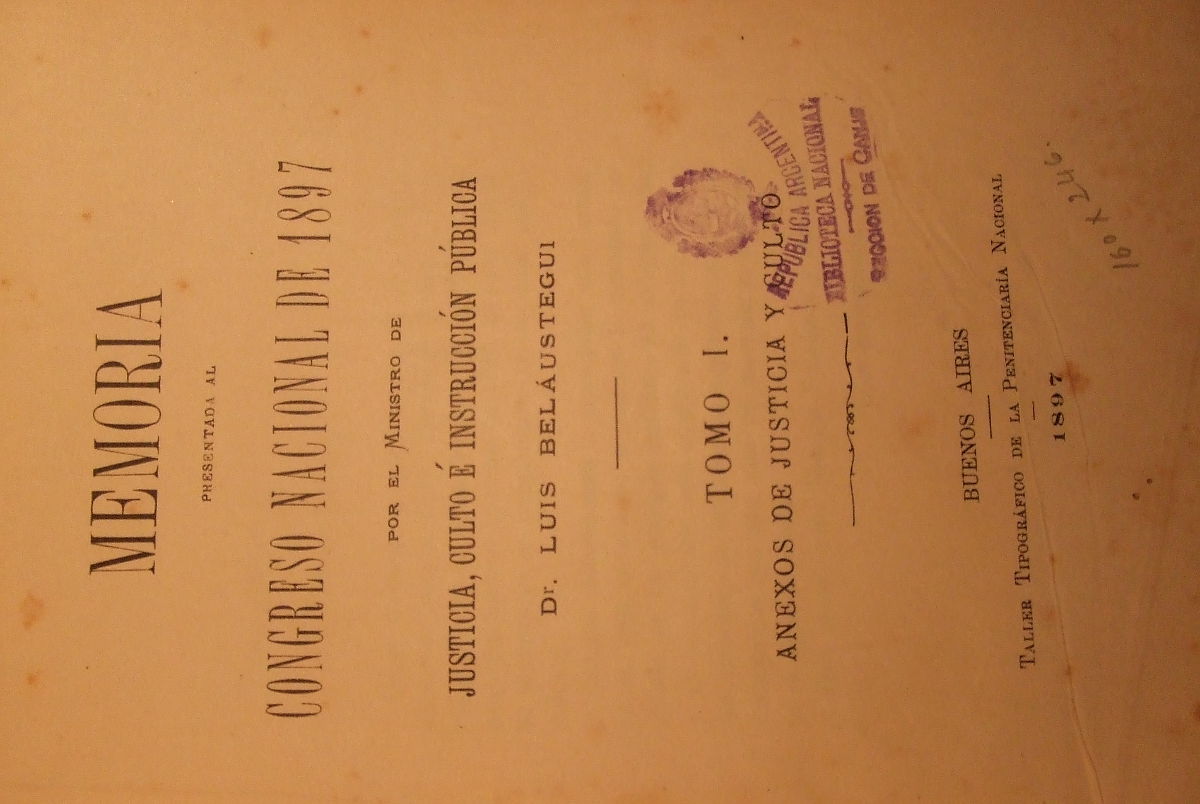 MEMORIA
PRESENTADA AL
CONGRESO NACIONAL DE 1897
POR EL MINISTRO DE
JUSTICIA, CULTO É INSTRUCCIÓN PÚBLICA
Dr. LUIS BELÁUSTEGUI
TOMO I.
ANEXOS DE JUSTICIA Y CULTO
REPÚBLICA ARGENTINA
BIBLIOTECA NACIONAL
SECCION DE CANJE
BUENOS AIRES
TALLER TIPOGRÁFICO DE LA PENITENCIARÍA NACIONAL
1897
160 x 246.